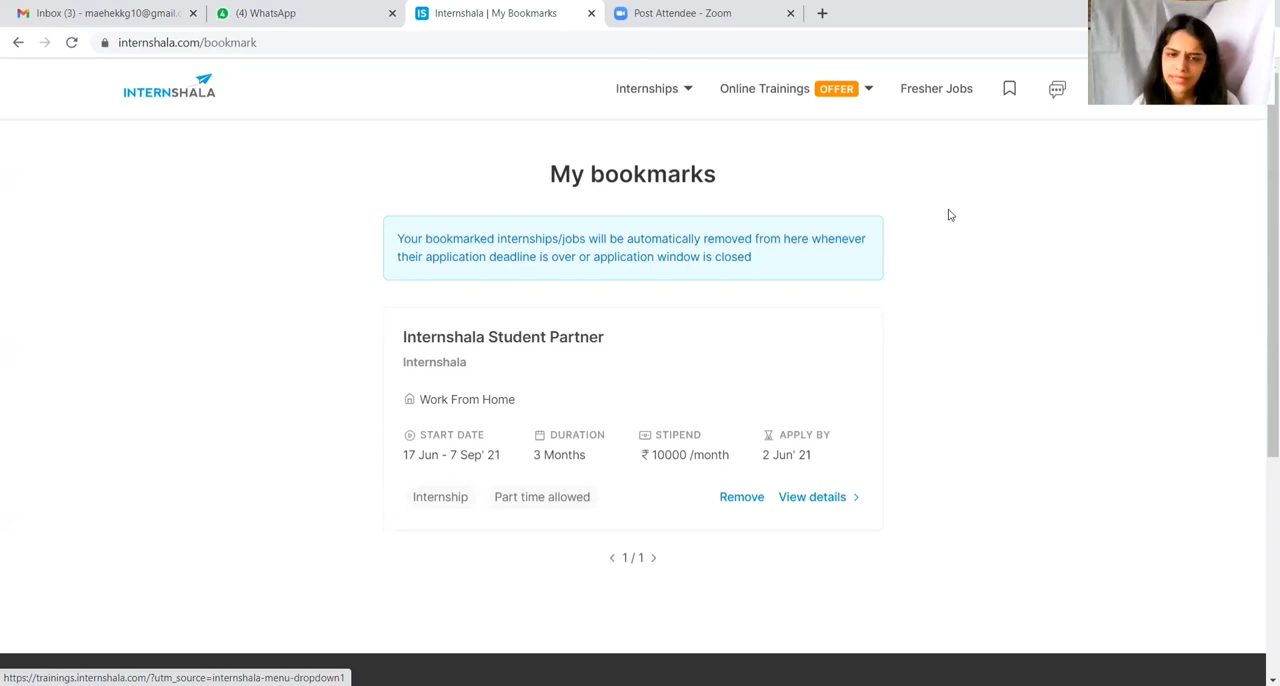 Inbox (3) - maehekkg10@gmail.c
(4) WhatsApp
Internshala | My Bookmarks
Post Attendee - Zoom
internshala.com/bookmark
INTERNSHALA
Internships
Online Trainings OFFER
Fresher Jobs
My bookmarks
Your bookmarked internships/jobs will be automatically removed from here whenever
their application deadline is over or application window is closed
Internshala Student Partner
Internshala
Work From Home
START DATE DURATION STIPEND APPLY BY
17 Jun - 7 Sep' 21 3 Months ₹ 10000 /month 2 Jun' 21
Internship Part time allowed Remove View details >
< 1 / 1 >
https://trainings.internshala.com/?utm_source=internshala-menu-dropdown1